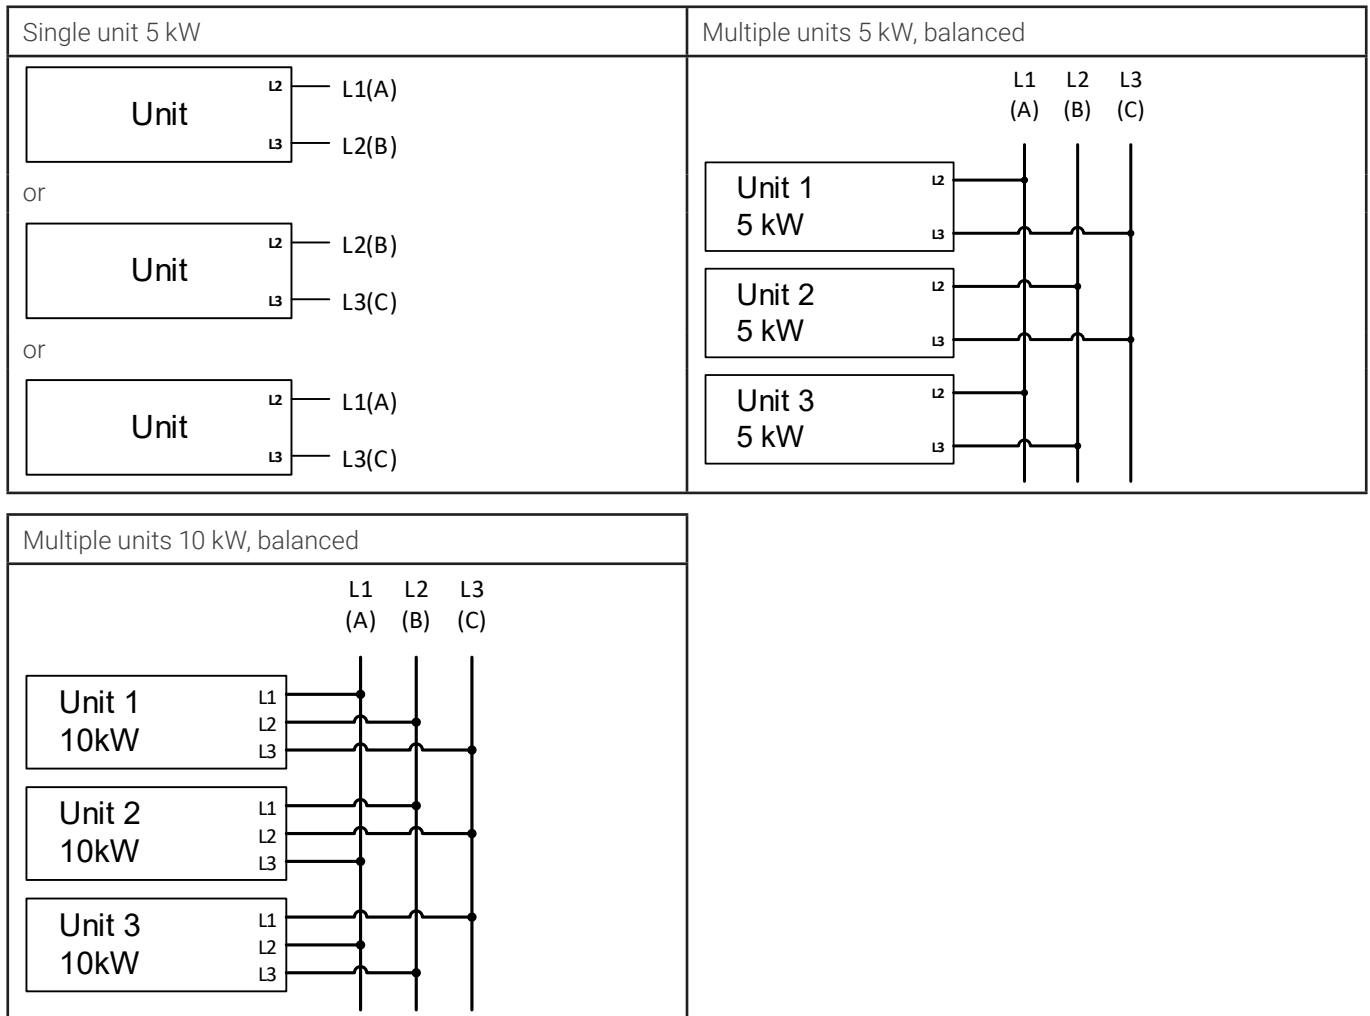 Single unit 5 kW
Unit
L2
L1(A)
L3
L2(B)
or
Unit
L2
L2(B)
L3
L3(C)
or
Unit
L2
L1(A)
L3
L3(C)
Multiple units 5 kW, balanced
L1 L2 L3
(A) (B) (C)
Unit 1
5 kW
L2
L3
Unit 2
5 kW
L2
L3
Unit 3
5 kW
L2
L3
Multiple units 10 kW, balanced
L1 L2 L3
(A) (B) (C)
Unit 1
10kW
L1
L2
L3
Unit 2
10kW
L1
L2
L3
Unit 3
10kW
L1
L2
L3